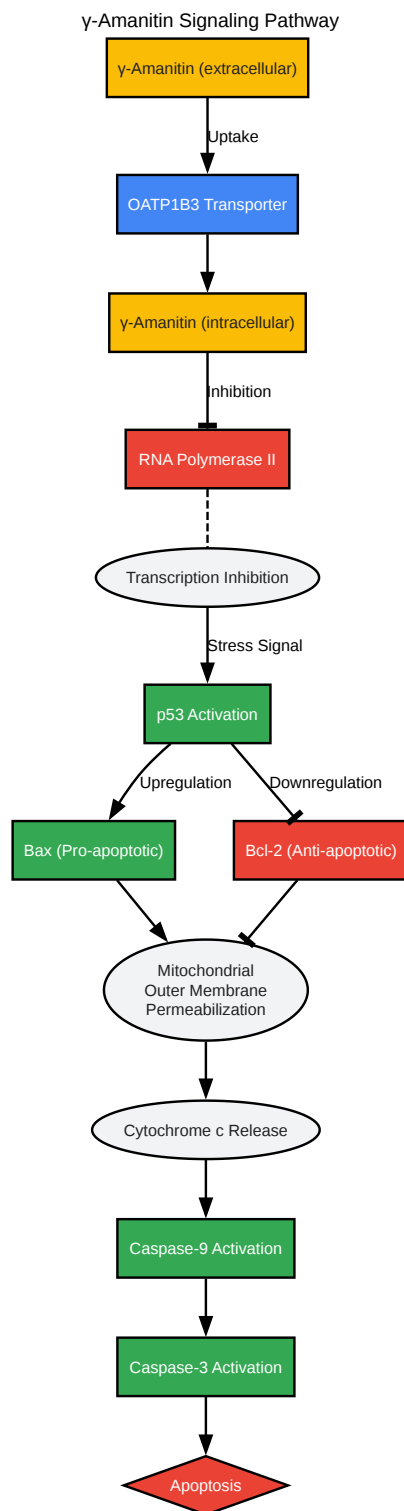 γ-Amanitin Signaling Pathway
γ-Amanitin (extracellular)
Uptake
OATP1B3 Transporter
γ-Amanitin (intracellular)
Inhibition
RNA Polymerase II
Transcription Inhibition
Stress Signal
p53 Activation
Upregulation
Downregulation
Bax (Pro-apoptotic)
Bcl-2 (Anti-apoptotic)
Mitochondrial
Outer Membrane
Permeabilization
Cytochrome c Release
Caspase-9 Activation
Caspase-3 Activation
Apoptosis